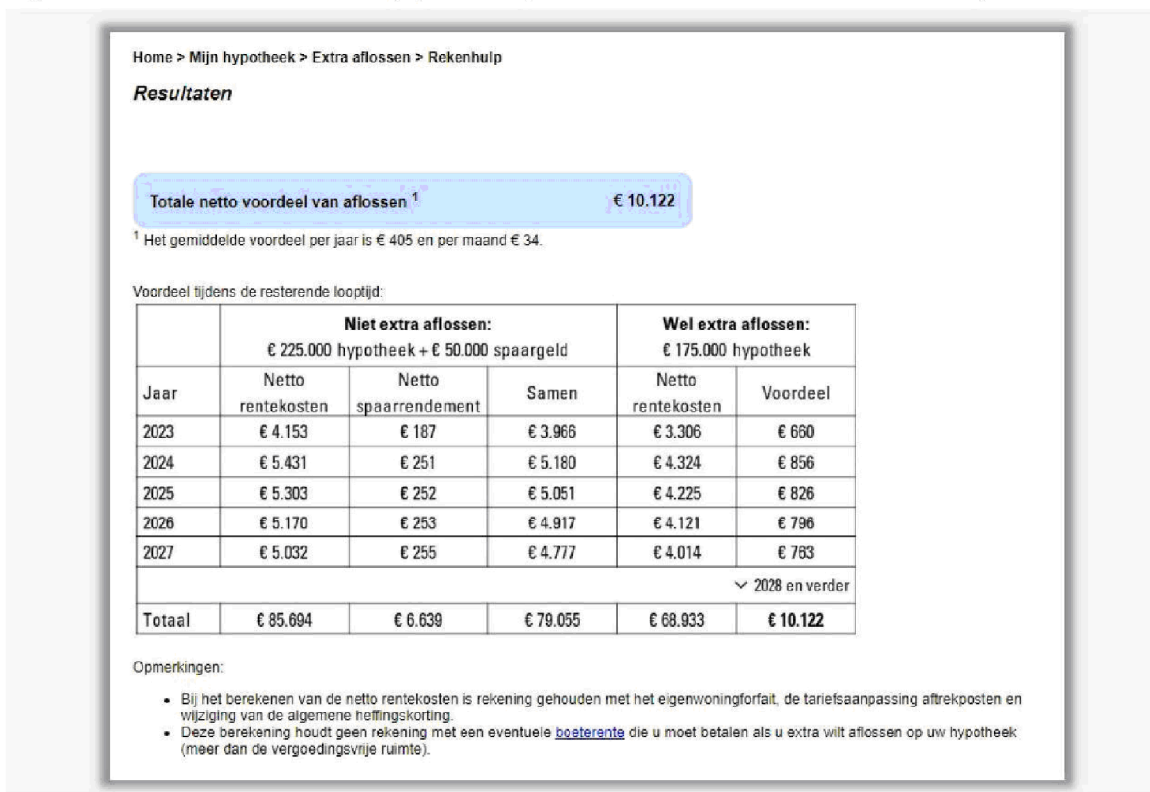 Home > Mijn hypotheek > Extra aflossen > Rekenhulp
Resultaten
Totale netto voordeel van aflossen 1 € 10.122
1 Het gemiddelde voordeel per jaar is € 405 en per maand € 34.
Voordeel tijdens de resterende looptijd:
Niet extra aflossen: Wel extra aflossen:
€ 225.000 hypotheek + € 50.000 spaargeld € 175.000 hypotheek
Jaar Netto rentekosten Netto spaarrendement Samen Netto rentekosten Voordeel
2023 € 4.153 € 187 € 3.966 € 3.306 € 660
2024 € 5.431 € 251 € 5.180 € 4.324 € 856
2025 € 5.303 € 252 € 5.051 € 4.225 € 826
2026 € 5.170 € 253 € 4.917 € 4.121 € 796
2027 € 5.032 € 255 € 4.777 € 4.014 € 763
2028 en verder
Totaal € 85.694 € 6.639 € 79.055 € 68.933 € 10.122
Opmerkingen:
• Bij het berekenen van de netto rentekosten is rekening gehouden met het eigenwoningforfait, de tariefsaanpassing aftrekposten en
wijziging van de algemene heffingskorting.
• Deze berekening houdt geen rekening met een eventuele boeterente die u moet betalen als u extra wilt aflossen op uw hypotheek
(meer dan de vergoedingsvrije ruimte).